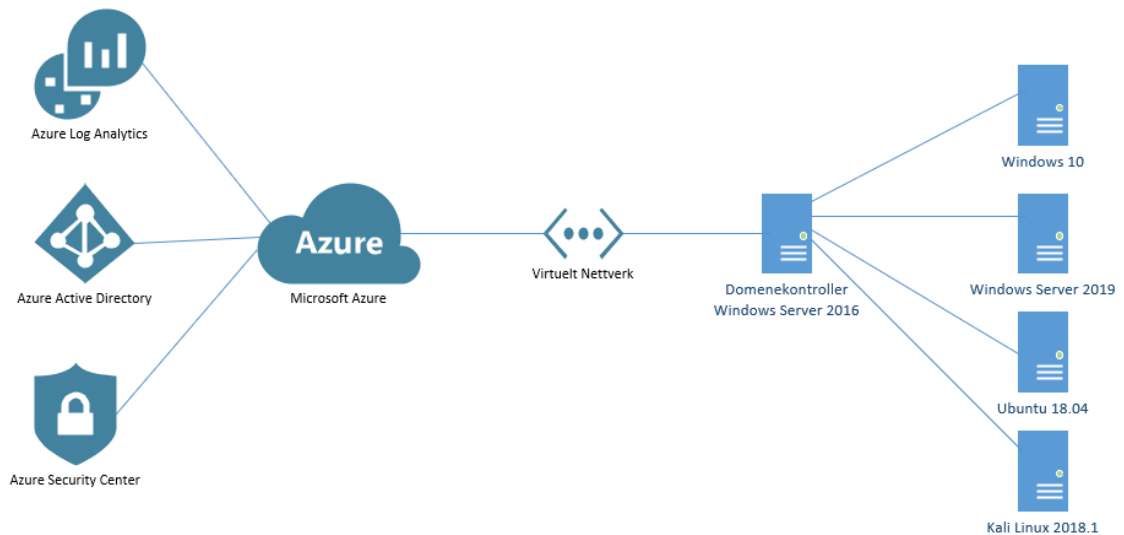 Azure Log Analytics
Azure Active Directory
Azure Security Center
Azure
Microsoft Azure
Virtuelt Nettverk
Domenekontroller
Windows Server 2016
Windows 10
Windows Server 2019
Ubuntu 18.04
Kali Linux 2018.1